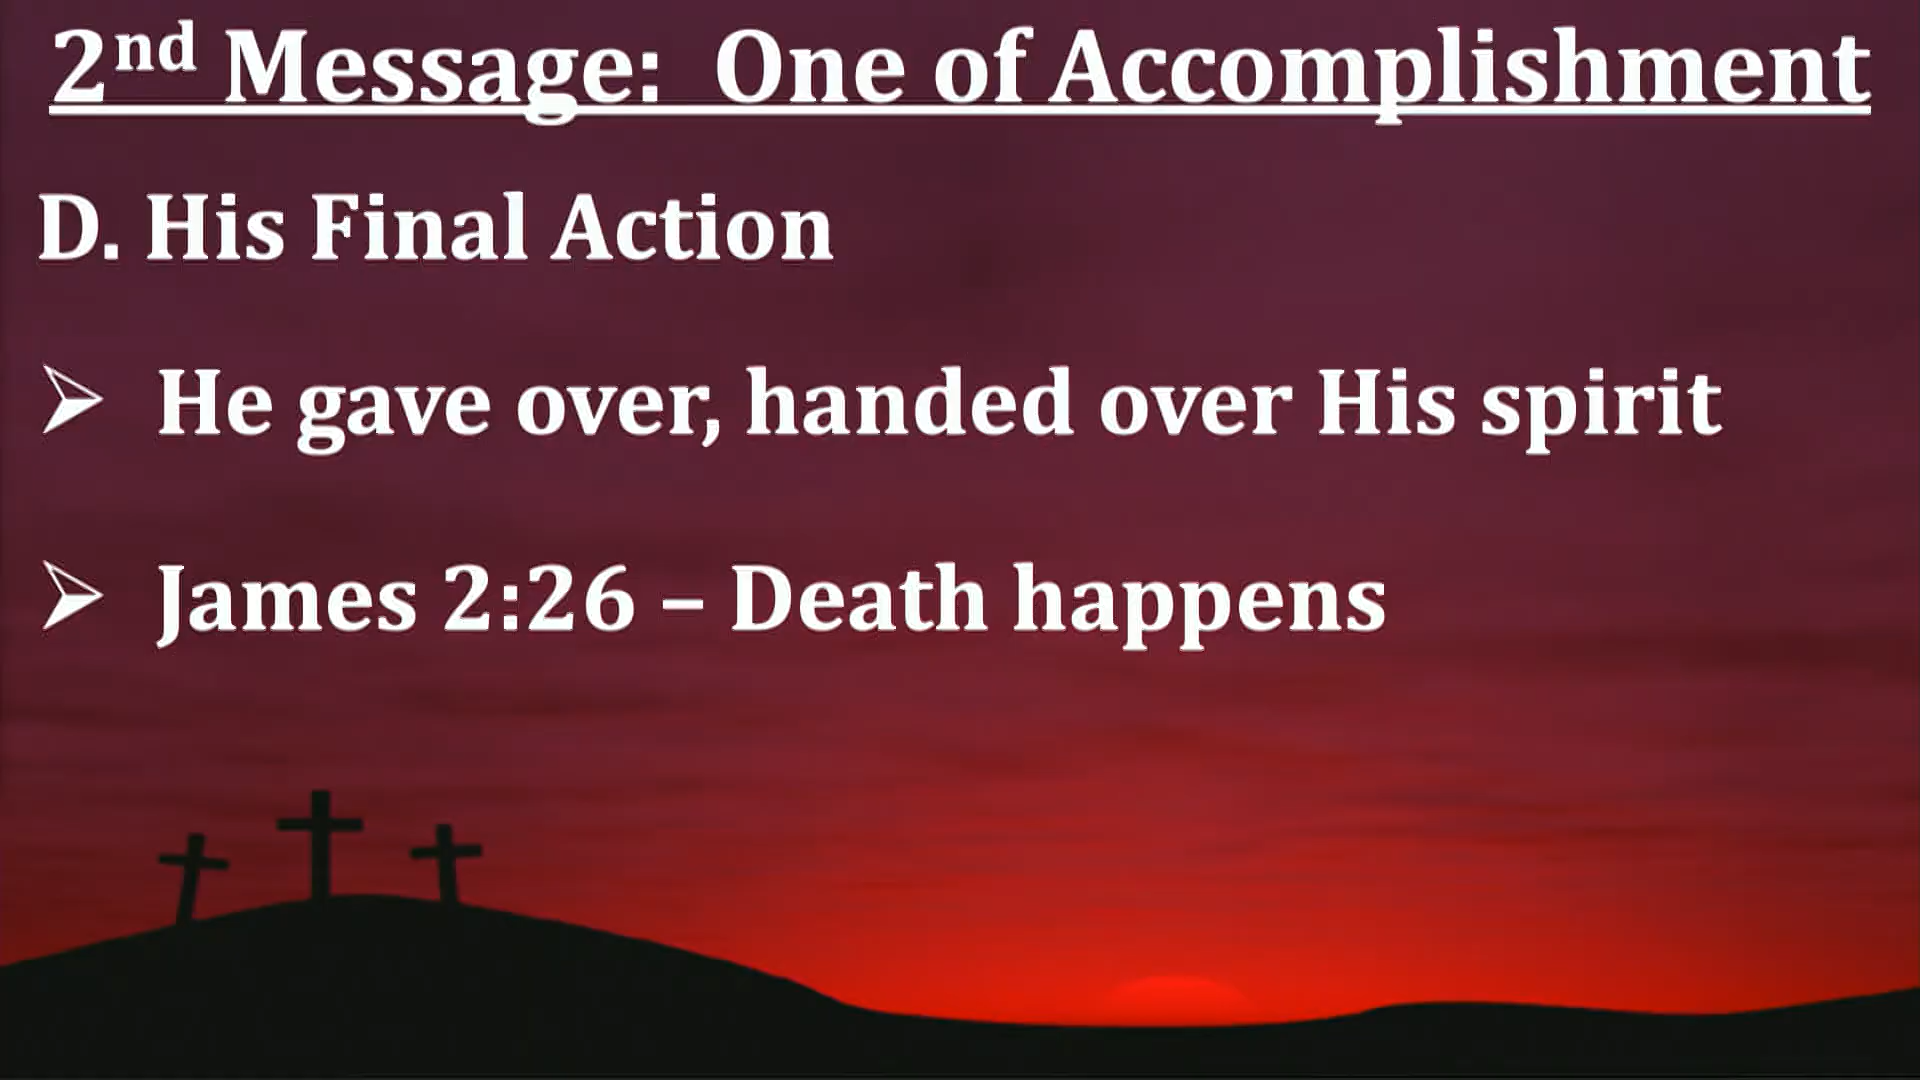 2nd Message: One of Accomplishment
D. His Final Action
➢ He gave over, handed over His spirit
➢ James 2:26 – Death happens